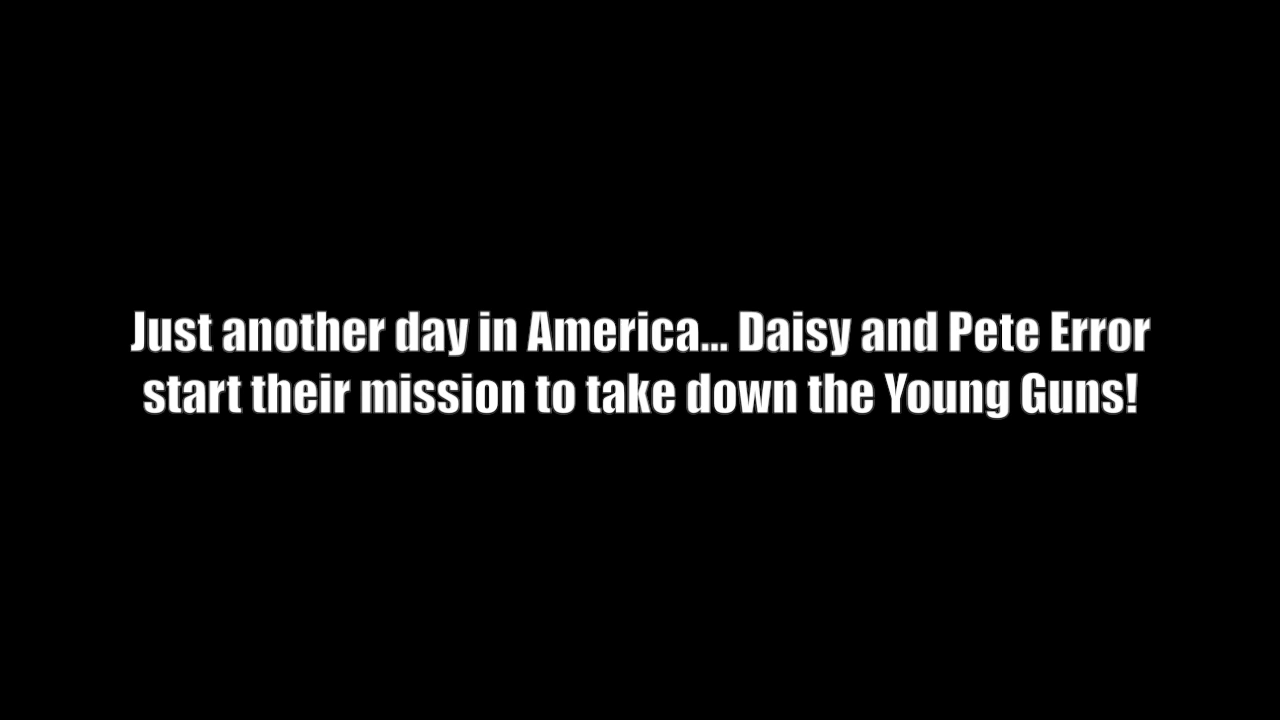 Just another day in America... Daisy and Pete Error
start their mission to take down the Young Guns!